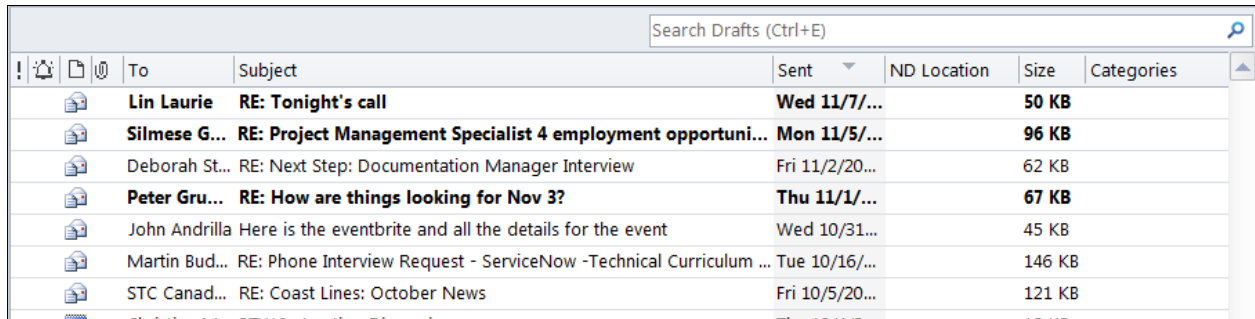 Search Drafts (Ctrl+E)
! To Subject Sent ND Location Size Categories
Lin Laurie RE: Tonight's call Wed 11/7/... 50 KB
Silmese G... RE: Project Management Specialist 4 employment opportuni... Mon 11/5/... 96 KB
Deborah St... RE: Next Step: Documentation Manager Interview Fri 11/2/20... 62 KB
Peter Gru... RE: How are things looking for Nov 3? Thu 11/1/... 67 KB
John Andrilla Here is the eventbrite and all the details for the event Wed 10/31... 45 KB
Martin Bud... RE: Phone Interview Request - ServiceNow -Technical Curriculum ... Tue 10/16/... 146 KB
STC Canad... RE: Coast Lines: October News Fri 10/5/20... 121 KB